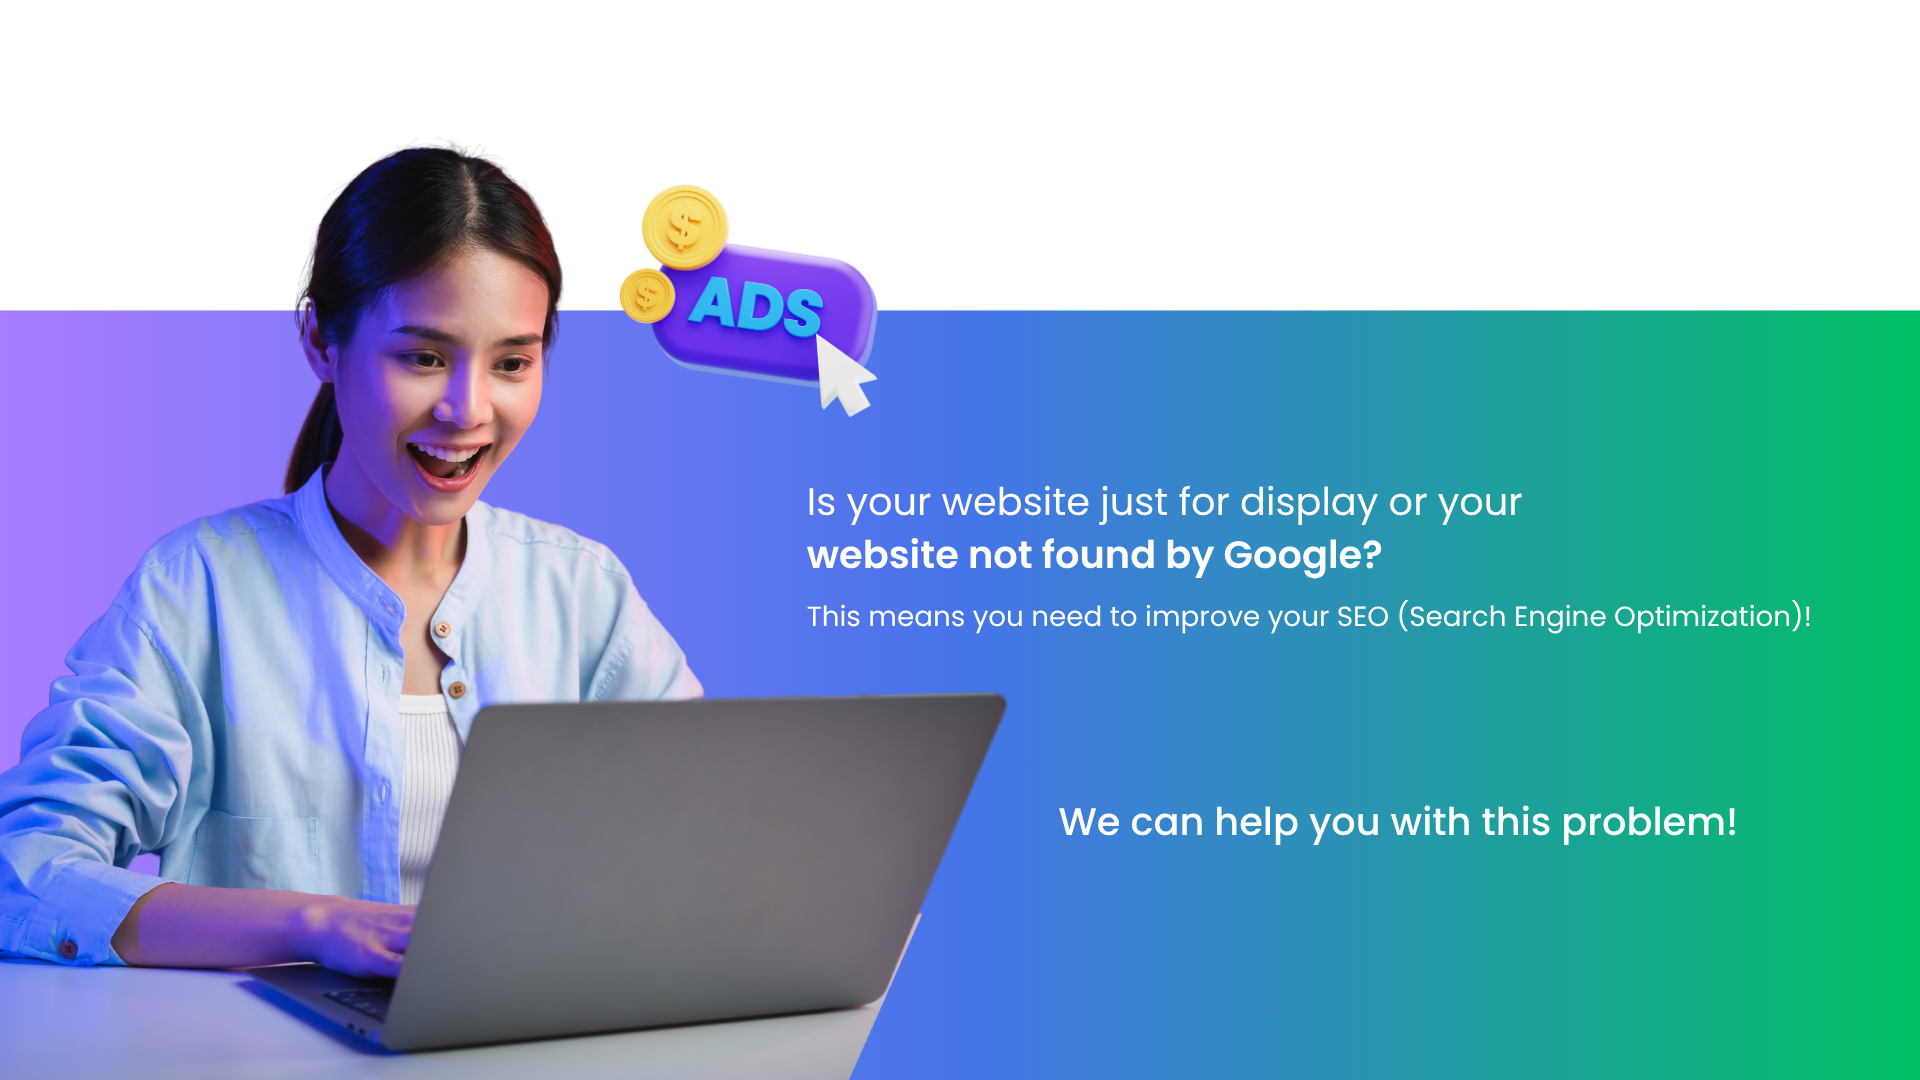 ADS
Is your website just for display or your
website not found by Google?
This means you need to improve your SEO (Search Engine Optimization)!
We can help you with this problem!